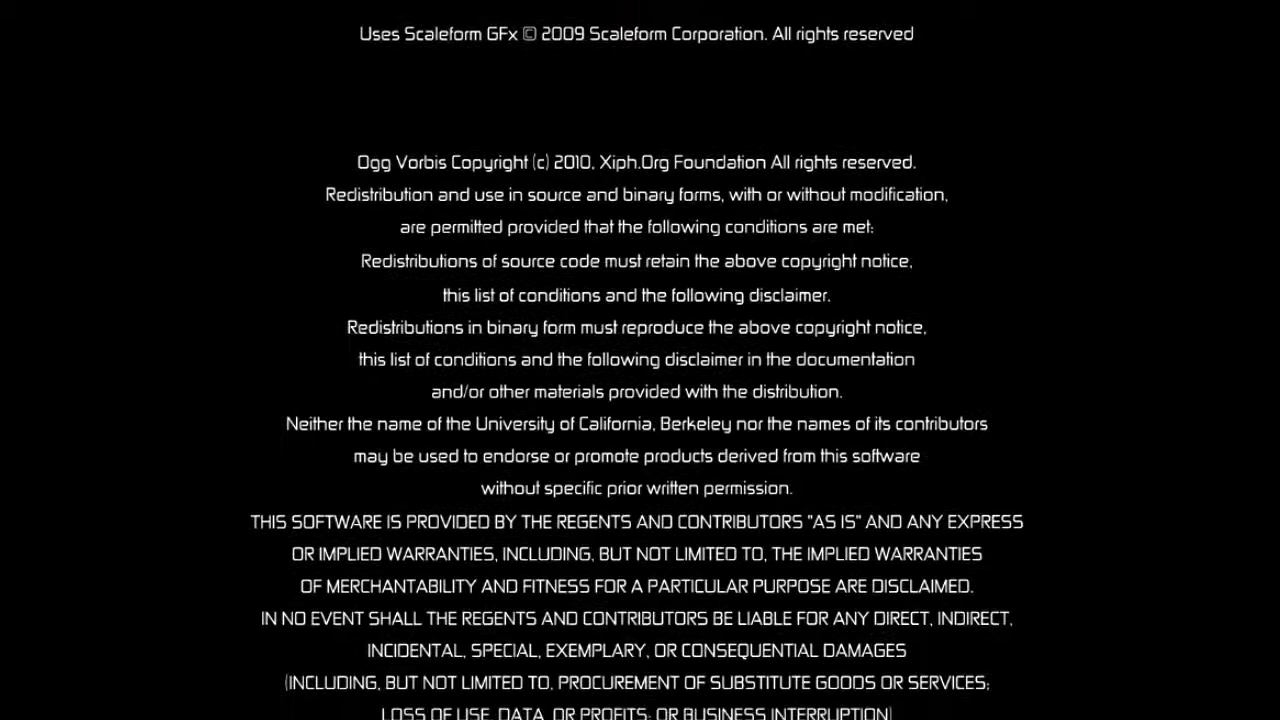 Uses Scaleform GFx © 2009 Scaleform Corporation. All rights reserved
Ogg Vorbis Copyright (c) 2010, Xiph.Org Foundation All rights reserved.
Redistribution and use in source and binary forms, with or without modification,
are permitted provided that the following conditions are met:
Redistributions of source code must retain the above copyright notice,
this list of conditions and the following disclaimer.
Redistributions in binary form must reproduce the above copyright notice,
this list of conditions and the following disclaimer in the documentation
and/or other materials provided with the distribution.
Neither the name of the University of California, Berkeley nor the names of its contributors
may be used to endorse or promote products derived from this software
without specific prior written permission.
THIS SOFTWARE IS PROVIDED BY THE REGENTS AND CONTRIBUTORS "AS IS" AND ANY EXPRESS
OR IMPLIED WARRANTIES, INCLUDING, BUT NOT LIMITED TO, THE IMPLIED WARRANTIES
OF MERCHANTABILITY AND FITNESS FOR A PARTICULAR PURPOSE ARE DISCLAIMED.
IN NO EVENT SHALL THE REGENTS AND CONTRIBUTORS BE LIABLE FOR ANY DIRECT, INDIRECT,
INCIDENTAL, SPECIAL, EXEMPLARY, OR CONSEQUENTIAL DAMAGES
(INCLUDING, BUT NOT LIMITED TO, PROCUREMENT OF SUBSTITUTE GOODS OR SERVICES;
LOSS OF USE, DATA, OR PROFITS; OR BUSINESS INTERRUPTION)